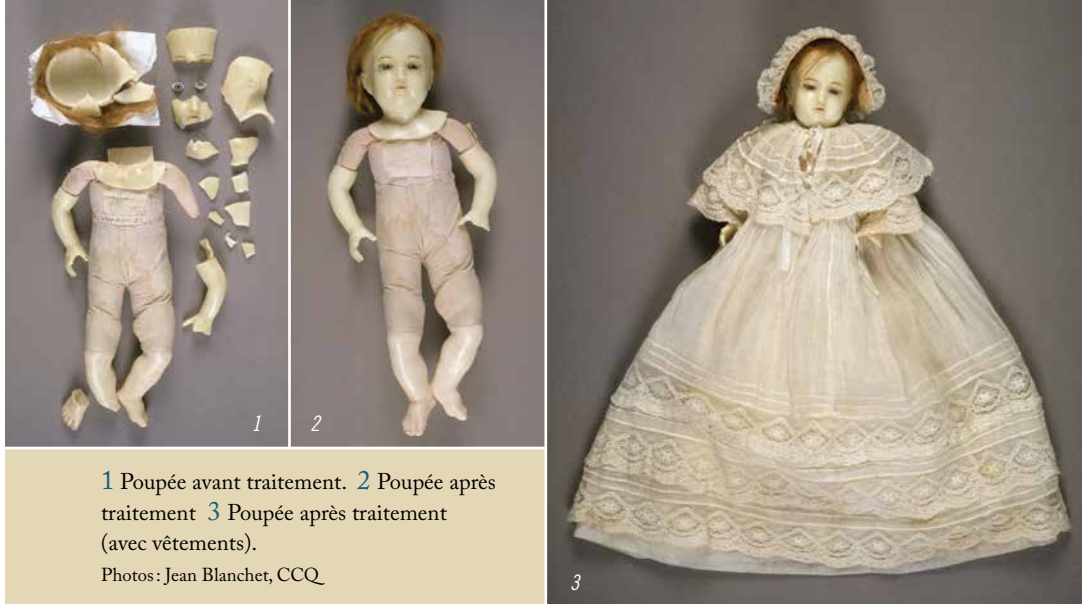 1
2
3
1 Poupée avant traitement. 2 Poupée après
traitement 3 Poupée après traitement
(avec vêtements).
Photos : Jean Blanchet, CCQ